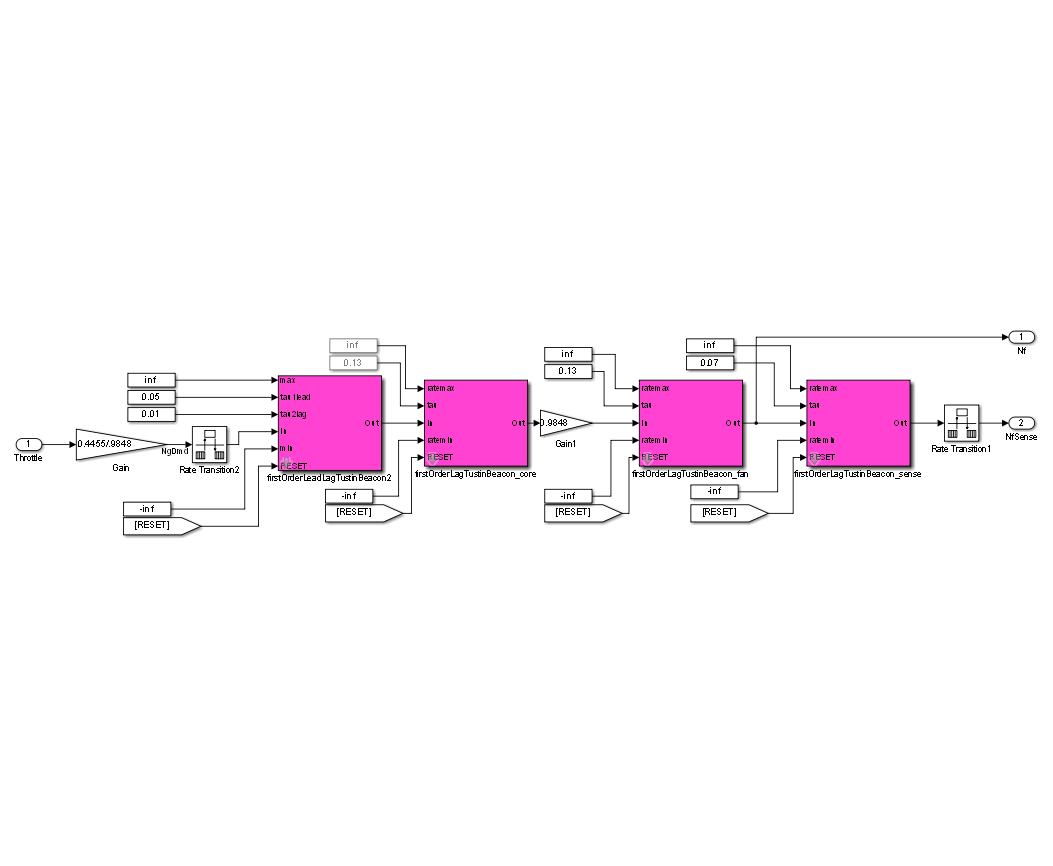 1
Throttle
0.4455/.9848
Gain
NgDmd
Rate Transition2
inf
0.05
0.01
-inf
[RESET]
max
tau1lead
tau2lag
in
min
RESET
Out
firstOrderLeadLagTustinBeacon2
inf
0.13
-inf
[RESET]
ratemax
tau
in
ratemin
RESET
Out
firstOrderLagTustinBeacon_core
0.9848
Gain1
inf
0.13
-inf
[RESET]
ratemax
tau
in
ratemin
RESET
Out
firstOrderLagTustinBeacon_fan
inf
0.07
-inf
[RESET]
ratemax
tau
in
ratemin
RESET
Out
firstOrderLagTustinBeacon_sense
Rate Transition1
1
Nf
2
NfSense